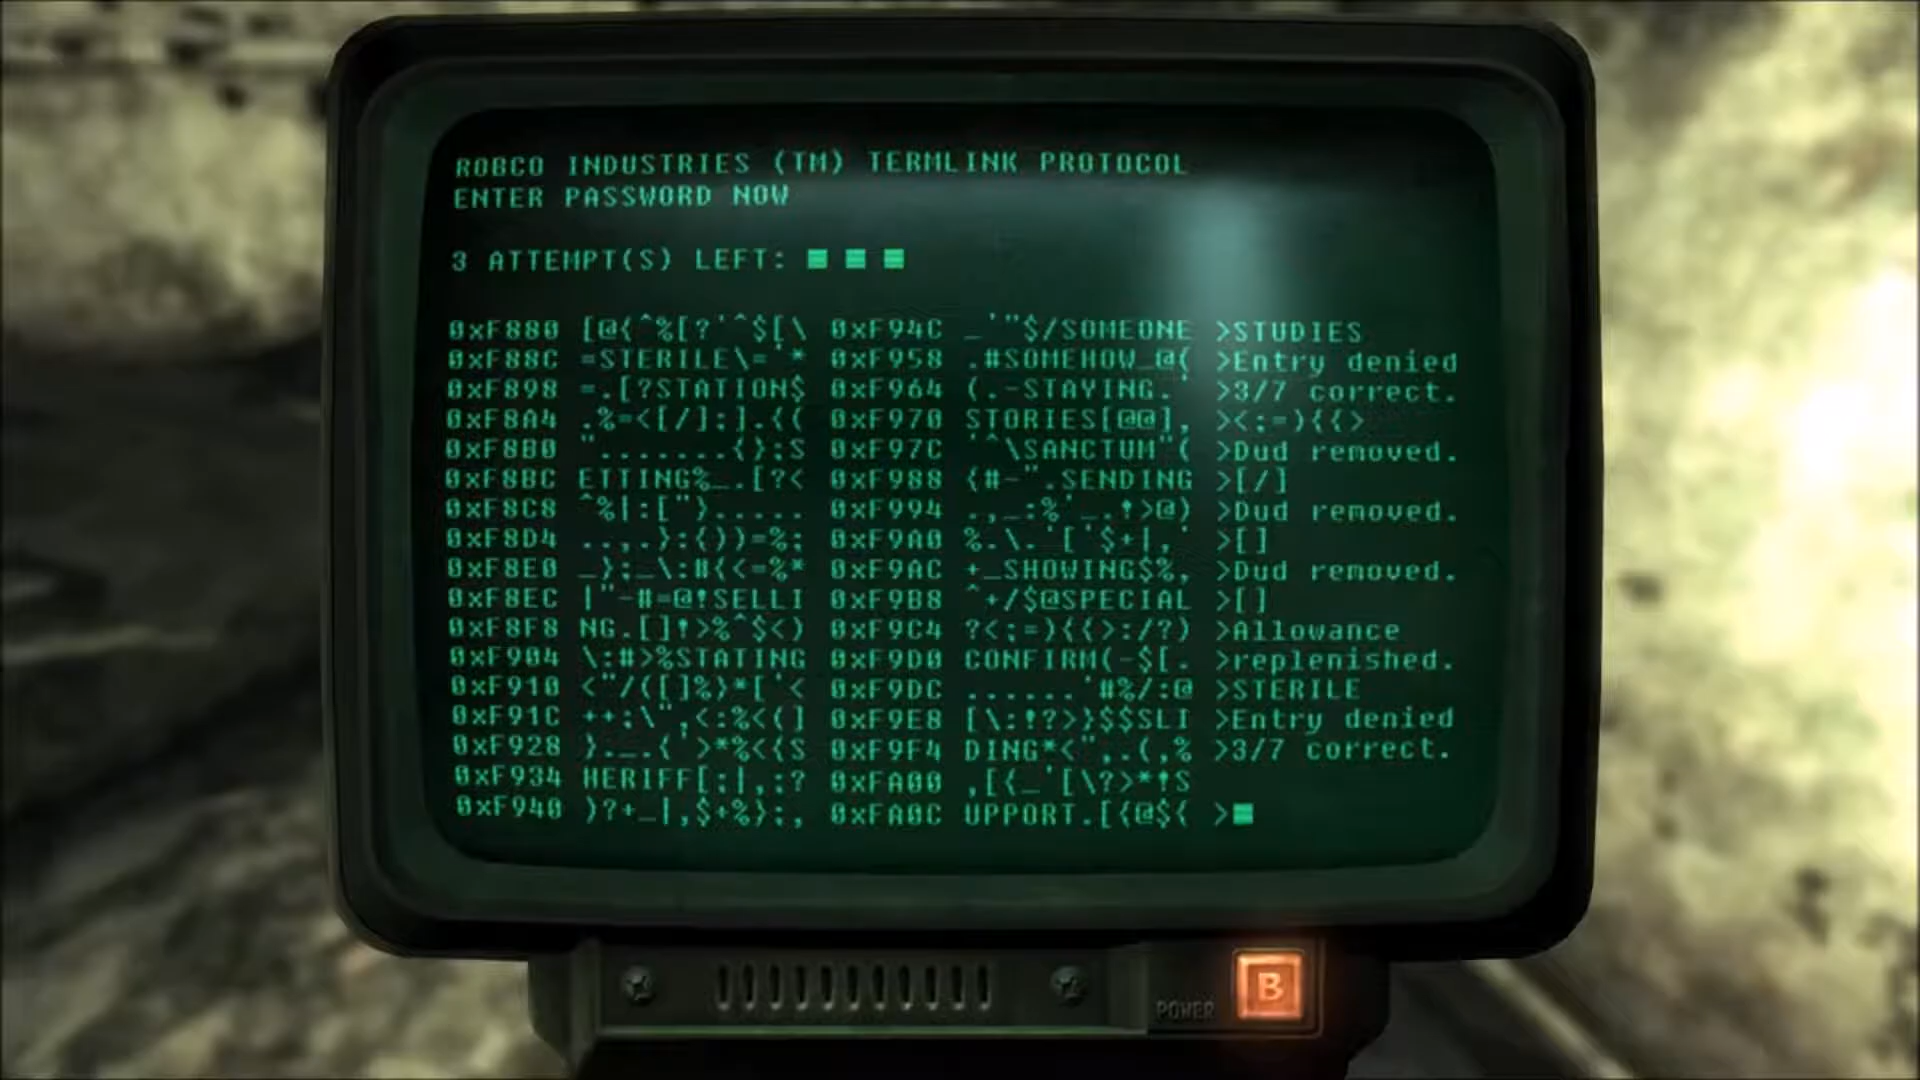 ROBCO INDUSTRIES (TM) TERMLINK PROTOCOL
ENTER PASSWORD NOW
3 ATTEMPT(S) LEFT: ■ ■ ■
0xF880 [@{^%[?'^$[\ 0xF94C _'"$/SOMEONE >STUDIES
0xF88C =STERILE\='* 0xF958 .#SOMEHOW_@( >Entry denied
0xF898 =.[?STATION$ 0xF964 (.-STAYING.' >3/7 correct.
0xF8A4 .%=<[/];].{( 0xF970 STORIES[@@], ><;=){{>
0xF8B0 ".......{};S 0xF97C '^\SANCTUM"( >Dud removed.
0xF8BC ETTING%_.[?< 0xF988 {#-".SENDING >[/]
0xF8C8 ^%|:["}..... 0xF994 .,_:%'_.!>@) >Dud removed.
0xF8D4 ..,.}:{))=%; 0xF9A0 %.\.'['$+|,' >[]
0xF8E0 _};_\:#{<=%* 0xF9AC +_SHOWING$%, >Dud removed.
0xF8EC |"-#=@!SELLI 0xF9B8 ^+/$@SPECIAL >[]
0xF8F8 NG.[]!>%^$<) 0xF9C4 ?<;=){{>:/?) >Allowance
0xF904 \:#>%STATING 0xF9D0 CONFIRM(-$[. >replenished.
0xF910 <"/([]%}*['< 0xF9DC ......'#%/:@ >STERILE
0xF91C ++;\",<:%<(] 0xF9E8 [\:!?>}$$SLI >Entry denied
0xF928 }._.{'>*%<{S 0xF9F4 DING*<",.(,% >3/7 correct.
0xF934 HERIFF[;|,:? 0xFA00 ,[{_'[\?>*!S
0xF940 )?+_|,$+%};, 0xFA0C UPPORT.[{@${ >■
POWER B